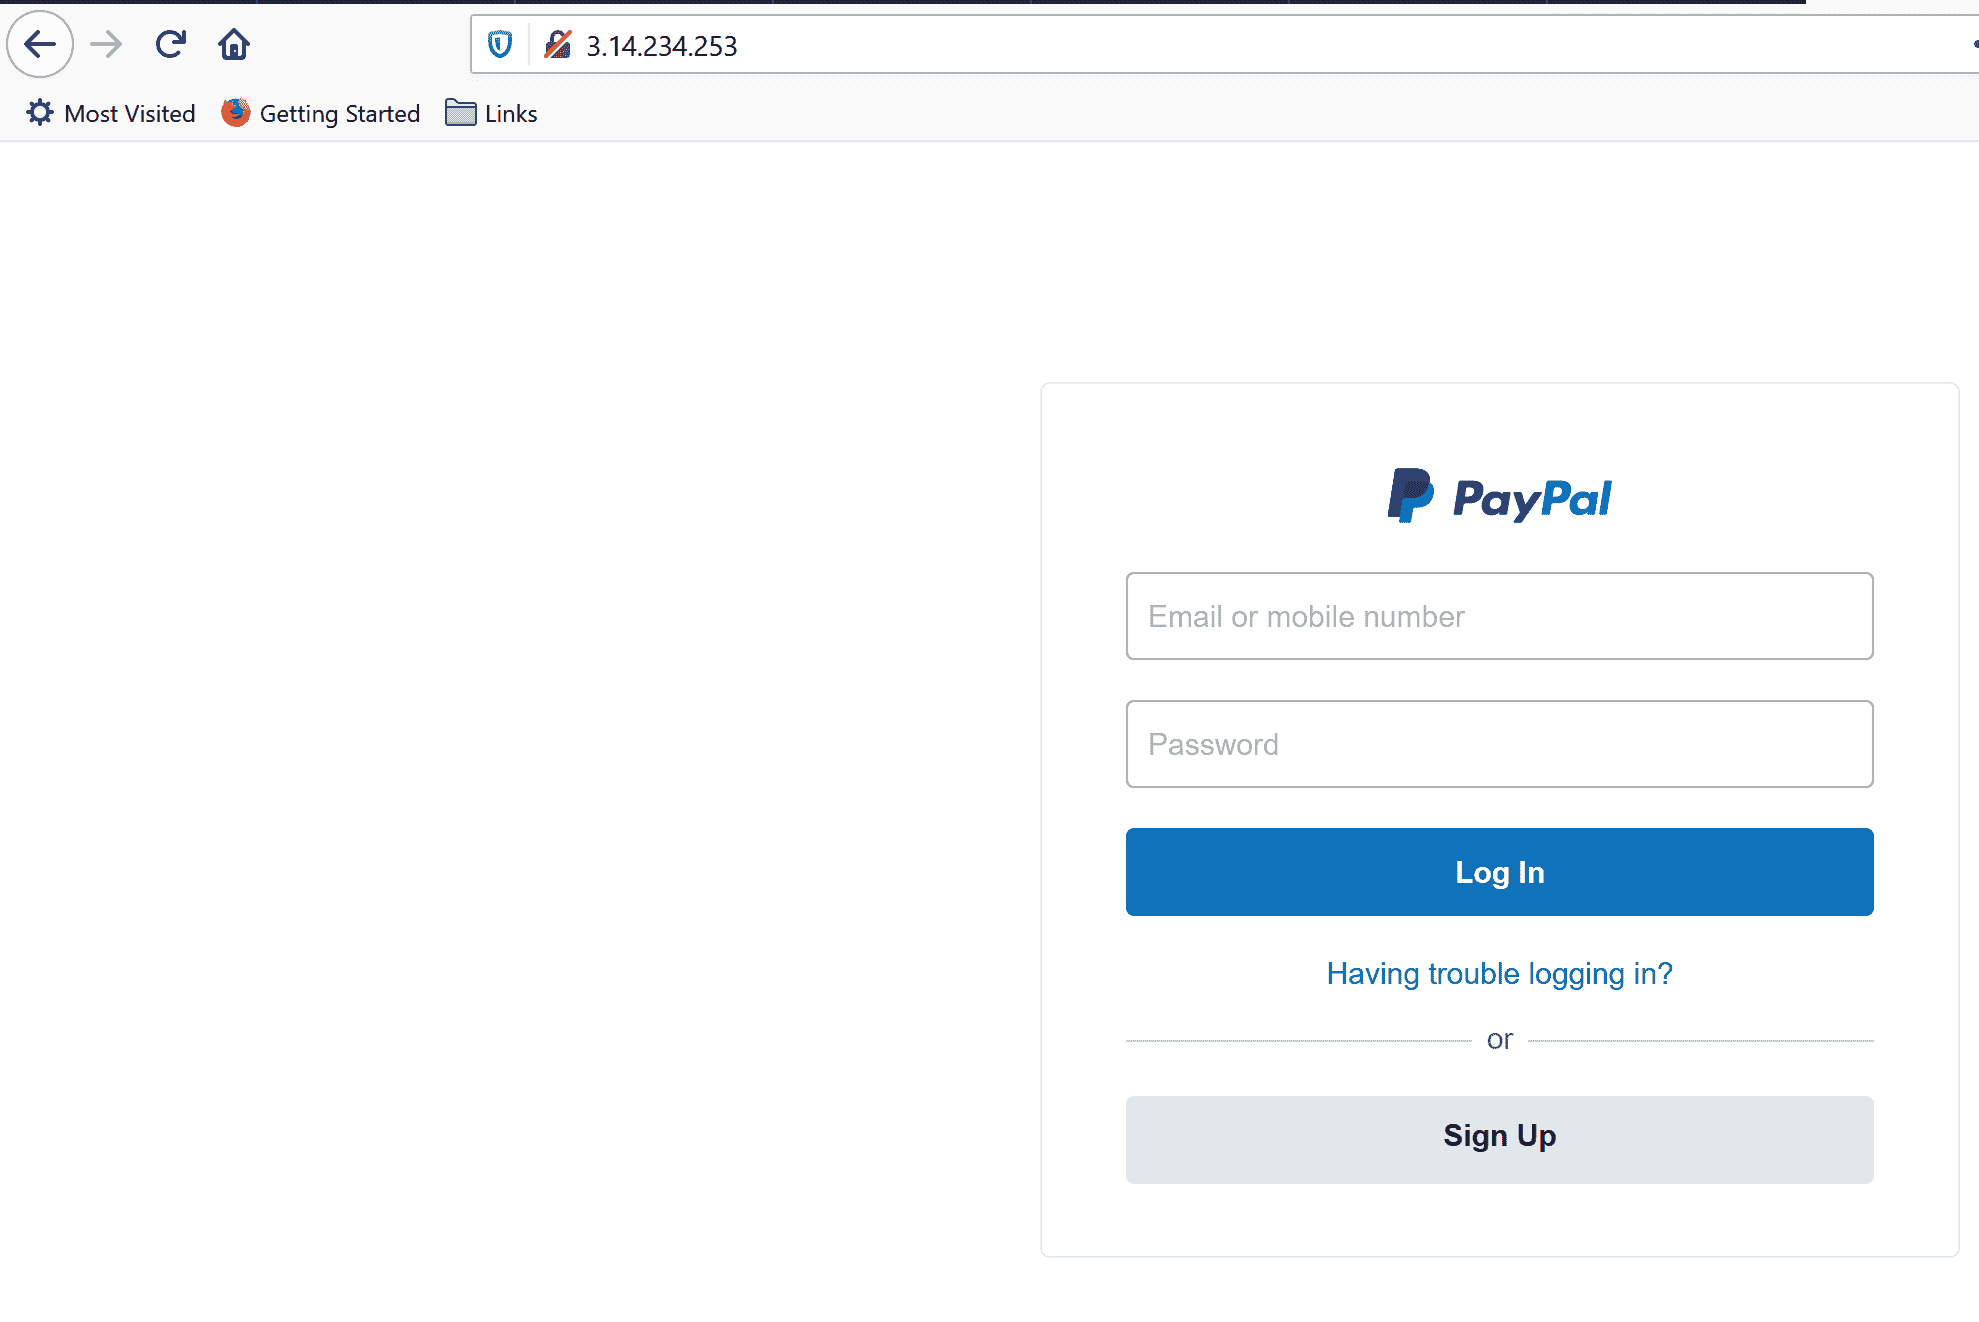 3.14.234.253
Most Visited Getting Started Links
PayPal
Email or mobile number
Password
Log In
Having trouble logging in?
or
Sign Up